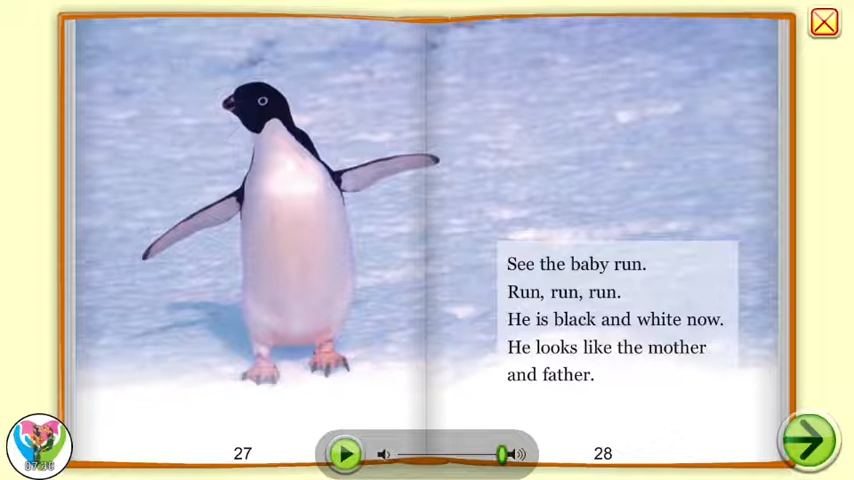 See the baby run.
Run, run, run.
He is black and white now.
He looks like the mother
and father.
27
28